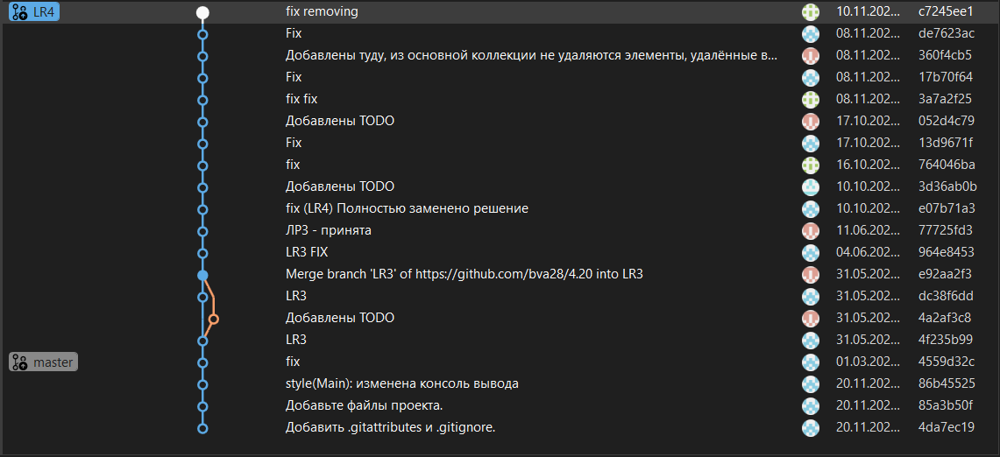 LR4 fix removing 10.11.202... c7245ee1
Fix 08.11.202... de7623ac
Добавлены туду, из основной коллекции не удаляются элементы, удалённые в... 08.11.202... 360f4cb5
Fix 08.11.202... 17b70f64
fix fix 08.11.202... 3a7a2f25
Добавлены TODO 17.10.202... 052d4c79
Fix 17.10.202... 13d9671f
fix 16.10.202... 764046ba
Добавлены TODO 10.10.202... 3d36ab0b
fix (LR4) Полностью заменено решение 10.10.202... e07b71a3
ЛР3 - принята 11.06.202... 77725fd3
LR3 FIX 04.06.202... 964e8453
Merge branch 'LR3' of https://github.com/bva28/4.20 into LR3 31.05.202... e92aa2f3
LR3 31.05.202... dc38f6dd
Добавлены TODO 31.05.202... 4a2af3c8
LR3 31.05.202... 4f235b99
master fix 01.03.202... 4559d32c
style(Main): изменена консоль вывода 20.11.202... 86b45525
Добавьте файлы проекта. 20.11.202... 85a3b50f
Добавить .gitattributes и .gitignore. 20.11.202... 4da7ec19